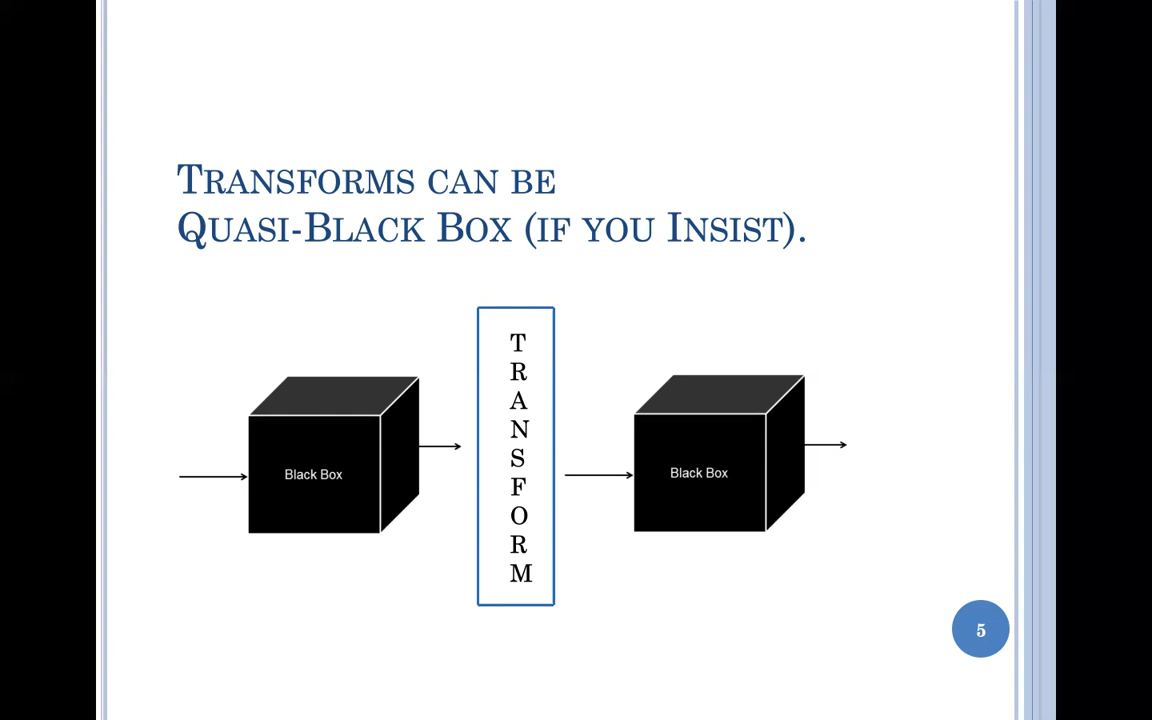 Transforms can be
Quasi-Black Box (if you Insist).
T
R
A
N
S
F
O
R
M
Black Box
Black Box
5